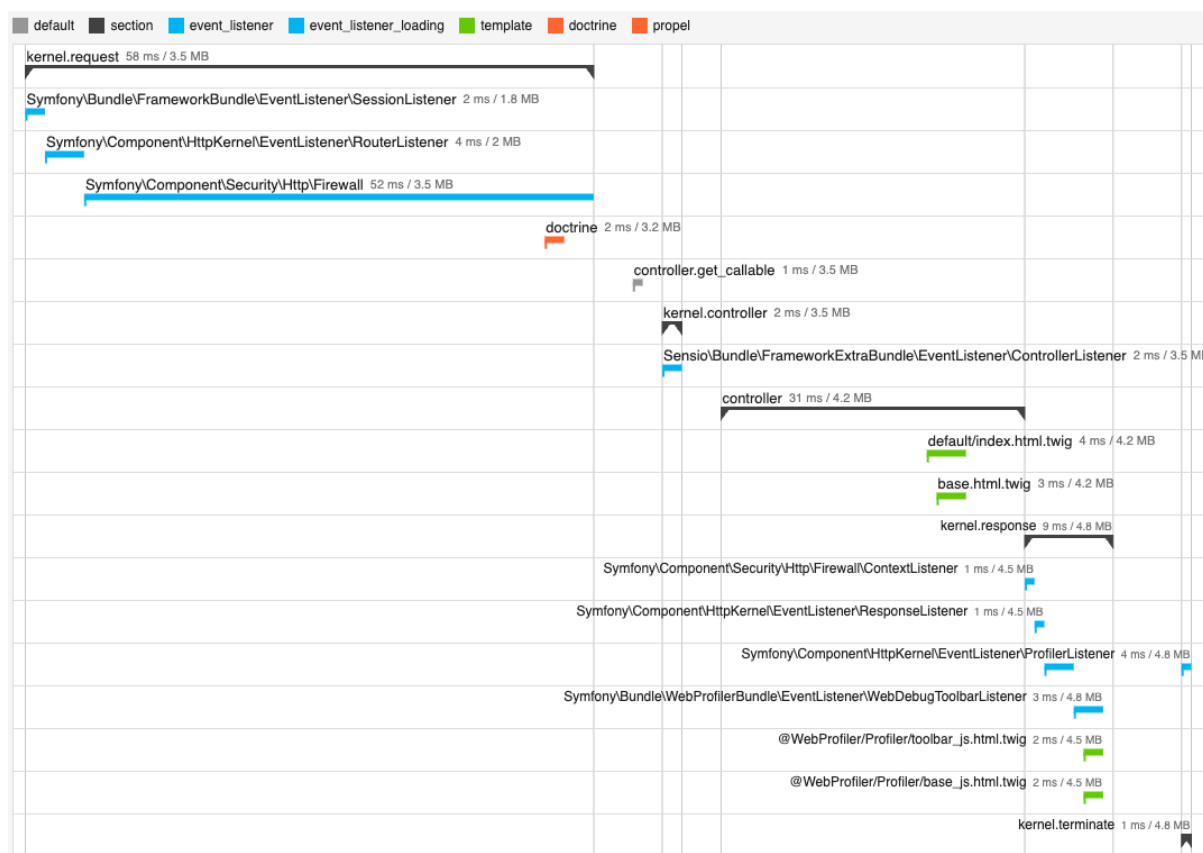 default section event_listener event_listener_loading template doctrine propel
kernel.request 58 ms / 3.5 MB
Symfony\Bundle\FrameworkBundle\EventListener\SessionListener 2 ms / 1.8 MB
Symfony\Component\HttpKernel\EventListener\RouterListener 4 ms / 2 MB
Symfony\Component\Security\Http\Firewall 52 ms / 3.5 MB
doctrine 2 ms / 3.2 MB
controller.get_callable 1 ms / 3.5 MB
kernel.controller 2 ms / 3.5 MB
Sensio\Bundle\FrameworkExtraBundle\EventListener\ControllerListener 2 ms / 3.5 M
controller 31 ms / 4.2 MB
default/index.html.twig 4 ms / 4.2 MB
base.html.twig 3 ms / 4.2 MB
kernel.response 9 ms / 4.8 MB
Symfony\Component\Security\Http\Firewall\ContextListener 1 ms / 4.5 MB
Symfony\Component\HttpKernel\EventListener\ResponseListener 1 ms / 4.5 MB
Symfony\Component\HttpKernel\EventListener\ProfilerListener 4 ms / 4.8 MB
Symfony\Bundle\WebProfilerBundle\EventListener\WebDebugToolbarListener 3 ms / 4.8 MB
@WebProfiler/Profiler/toolbar_js.html.twig 2 ms / 4.5 MB
@WebProfiler/Profiler/base_js.html.twig 2 ms / 4.5 MB
kernel.terminate 1 ms / 4.8 MB